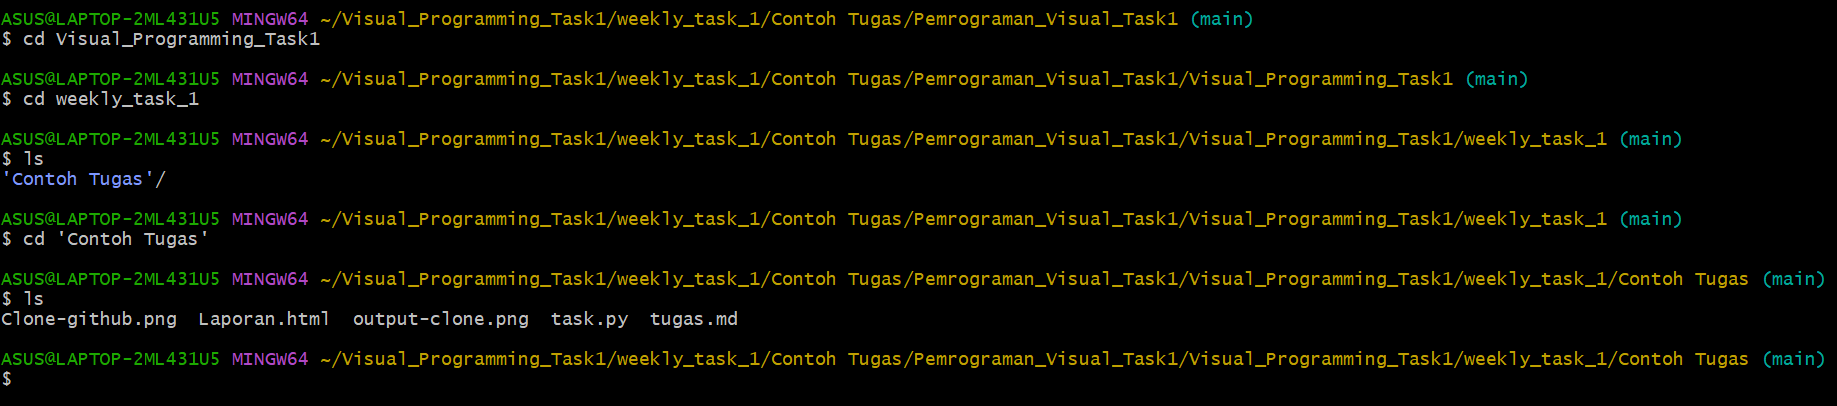 ASUS@LAPTOP-2ML431U5 MINGW64 ~/Visual_Programming_Task1/weekly_task_1/Contoh Tugas/Pemrograman_Visual_Task1 (main)
$ cd Visual_Programming_Task1
ASUS@LAPTOP-2ML431U5 MINGW64 ~/Visual_Programming_Task1/weekly_task_1/Contoh Tugas/Pemrograman_Visual_Task1/Visual_Programming_Task1 (main)
$ cd weekly_task_1
ASUS@LAPTOP-2ML431U5 MINGW64 ~/Visual_Programming_Task1/weekly_task_1/Contoh Tugas/Pemrograman_Visual_Task1/Visual_Programming_Task1/weekly_task_1 (main)
$ ls
'Contoh Tugas'/
ASUS@LAPTOP-2ML431U5 MINGW64 ~/Visual_Programming_Task1/weekly_task_1/Contoh Tugas/Pemrograman_Visual_Task1/Visual_Programming_Task1/weekly_task_1 (main)
$ cd 'Contoh Tugas'
ASUS@LAPTOP-2ML431U5 MINGW64 ~/Visual_Programming_Task1/weekly_task_1/Contoh Tugas/Pemrograman_Visual_Task1/Visual_Programming_Task1/weekly_task_1/Contoh Tugas (main)
$ ls
Clone-github.png  Laporan.html  output-clone.png  task.py  tugas.md
ASUS@LAPTOP-2ML431U5 MINGW64 ~/Visual_Programming_Task1/weekly_task_1/Contoh Tugas/Pemrograman_Visual_Task1/Visual_Programming_Task1/weekly_task_1/Contoh Tugas (main)
$